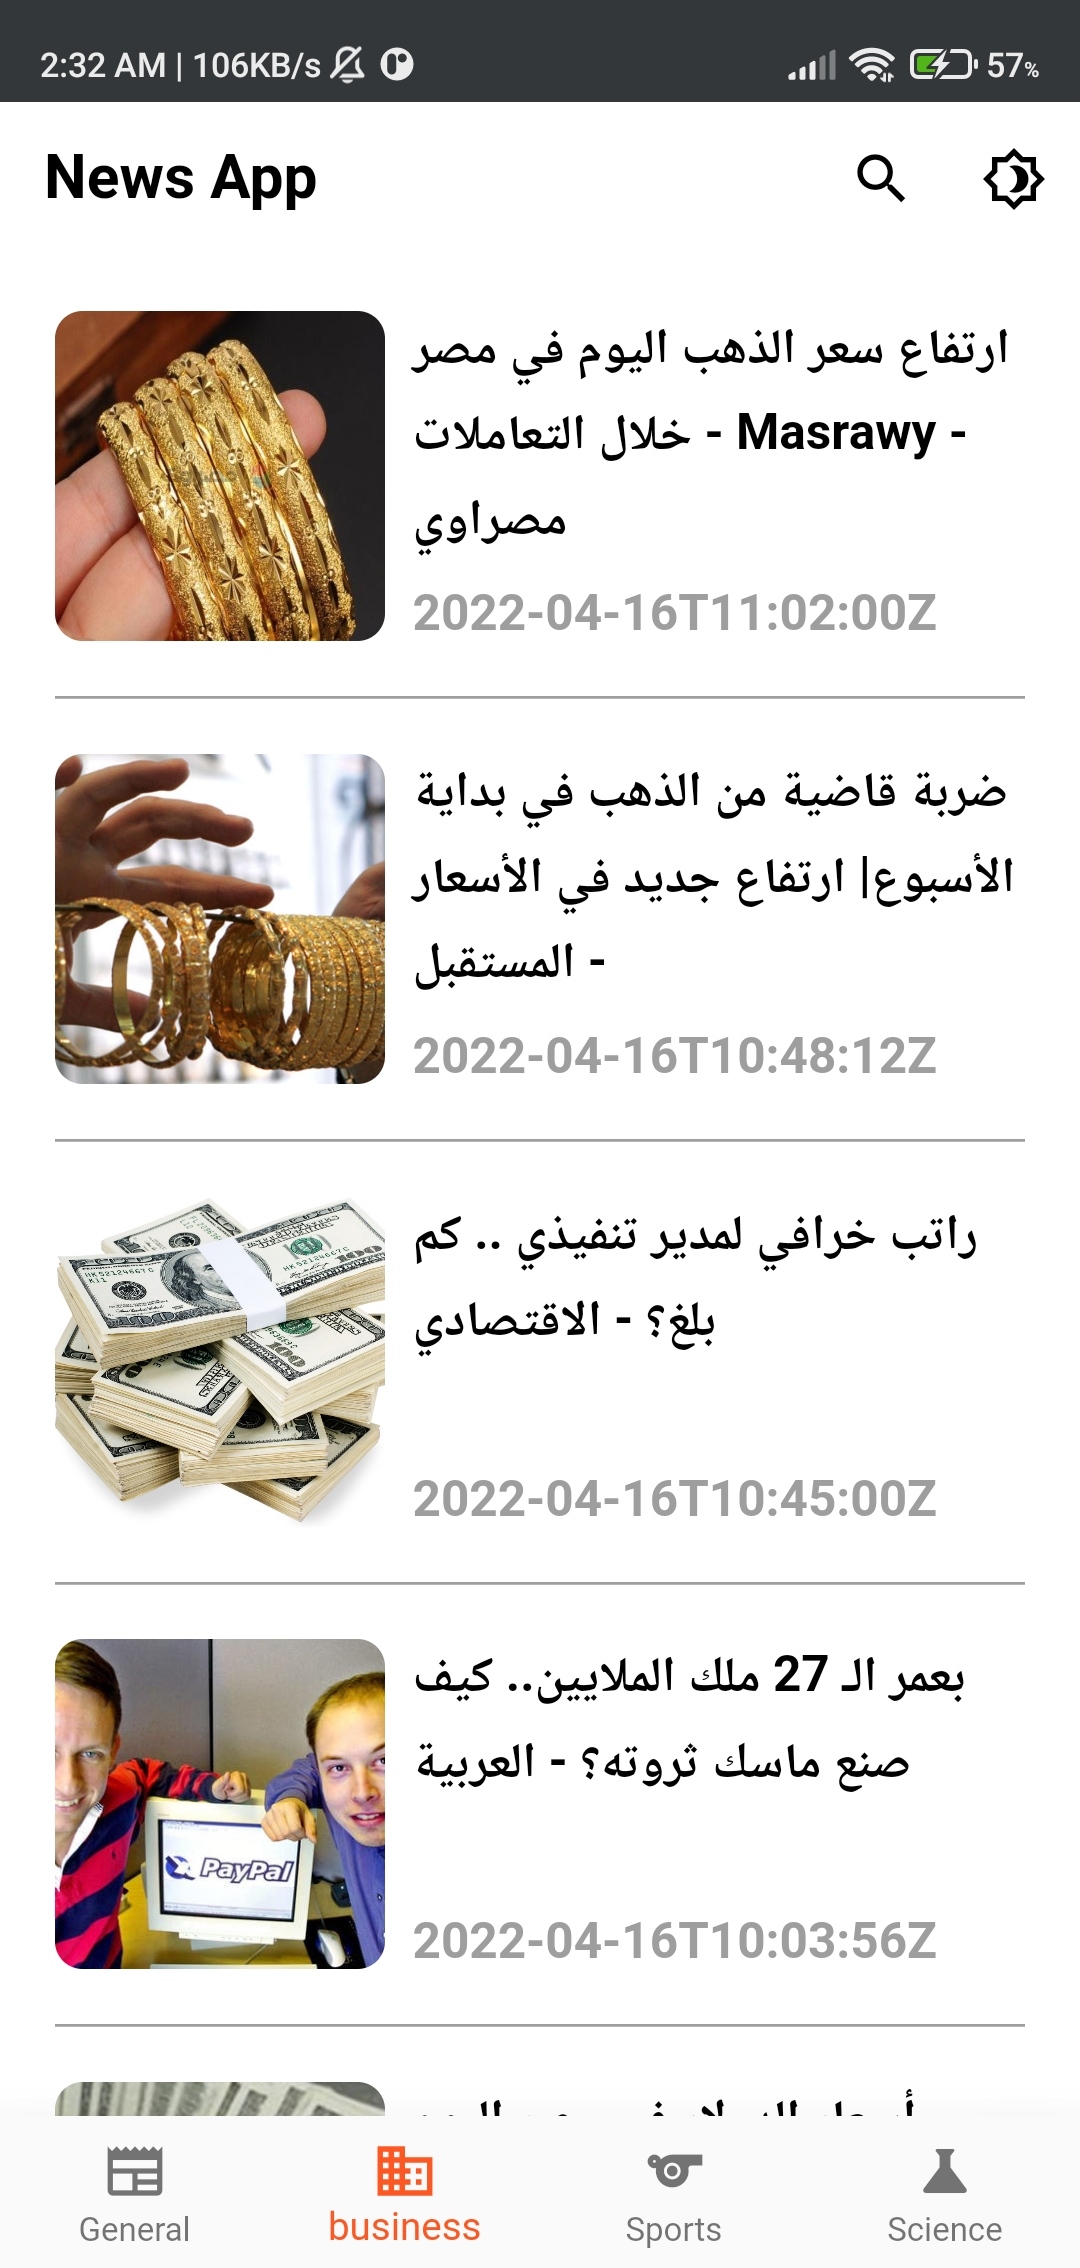 2:32 AM | 106KB/s
57%
News App
ارتفاع سعر الذهب اليوم في مصر
خلال التعاملات - Masrawy -
مصراوي
2022-04-16T11:02:00Z
ضربة قاضية من الذهب في بداية
الأسبوع| ارتفاع جديد في الأسعار
- المستقبل
2022-04-16T10:48:12Z
راتب خرافي لمدير تنفيذي .. كم
بلغ؟ - الاقتصادي
2022-04-16T10:45:00Z
بعمر الـ 27 ملك الملايين.. كيف
صنع ماسك ثروته؟ - العربية
PayPal
2022-04-16T10:03:56Z
General
business
Sports
Science